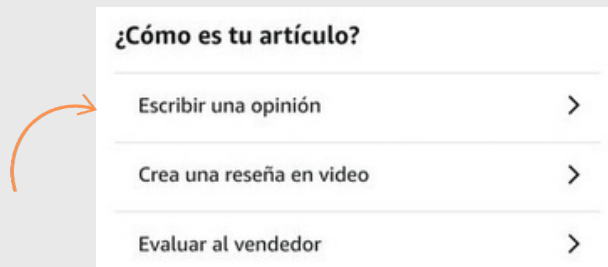 ¿Cómo es tu artículo?
Escribir una opinión
Crea una reseña en video
Evaluar al vendedor